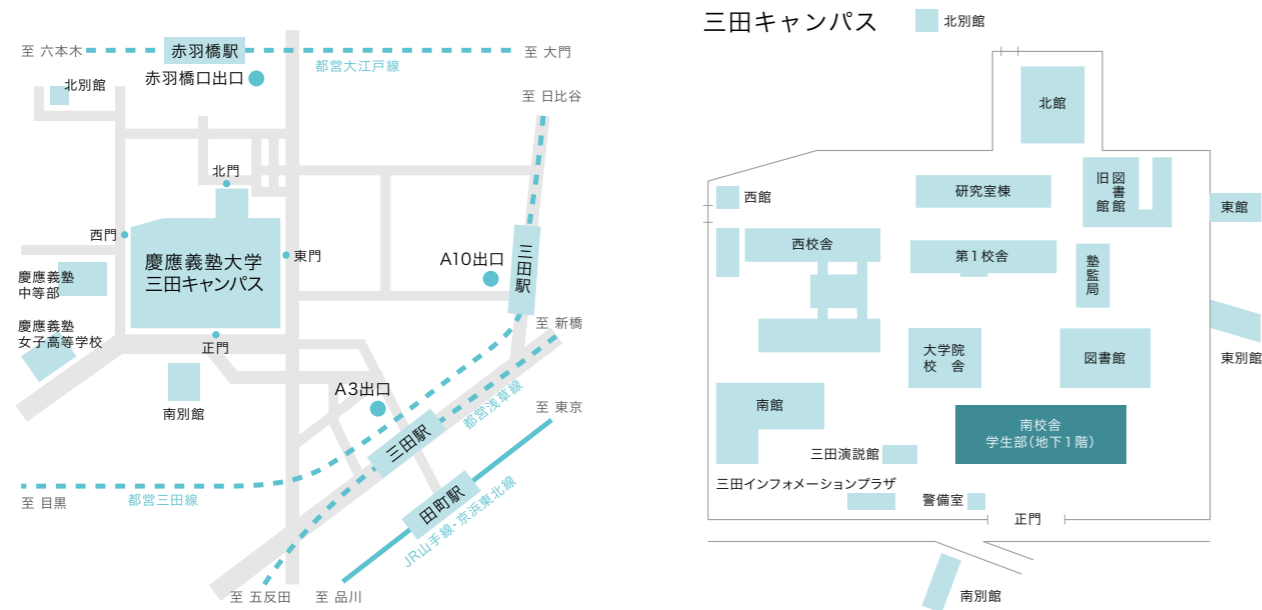 至 六本木
赤羽橋駅
都営大江戸線
至 大門
赤羽橋口出口
北別館
至 日比谷
北門
西門
東門
慶應義塾大学
三田キャンパス
A10出口
三田駅
慶應義塾
中等部
慶應義塾
女子高等学校
正門
至 新橋
南別館
A3出口
都営浅草線
至 東京
三田駅
田町駅
JR山手線・京浜東北線
至 目黒
都営三田線
至 五反田
至 品川
三田キャンパス
北別館
北館
西館
研究室棟
図書館
旧館
東館
西校舎
第1校舎
塾監局
東別館
大学院
校 舎
図書館
南館
南校舎
学生部(地下1階)
三田演説館
三田インフォメーションプラザ
警備室
正門
南別館